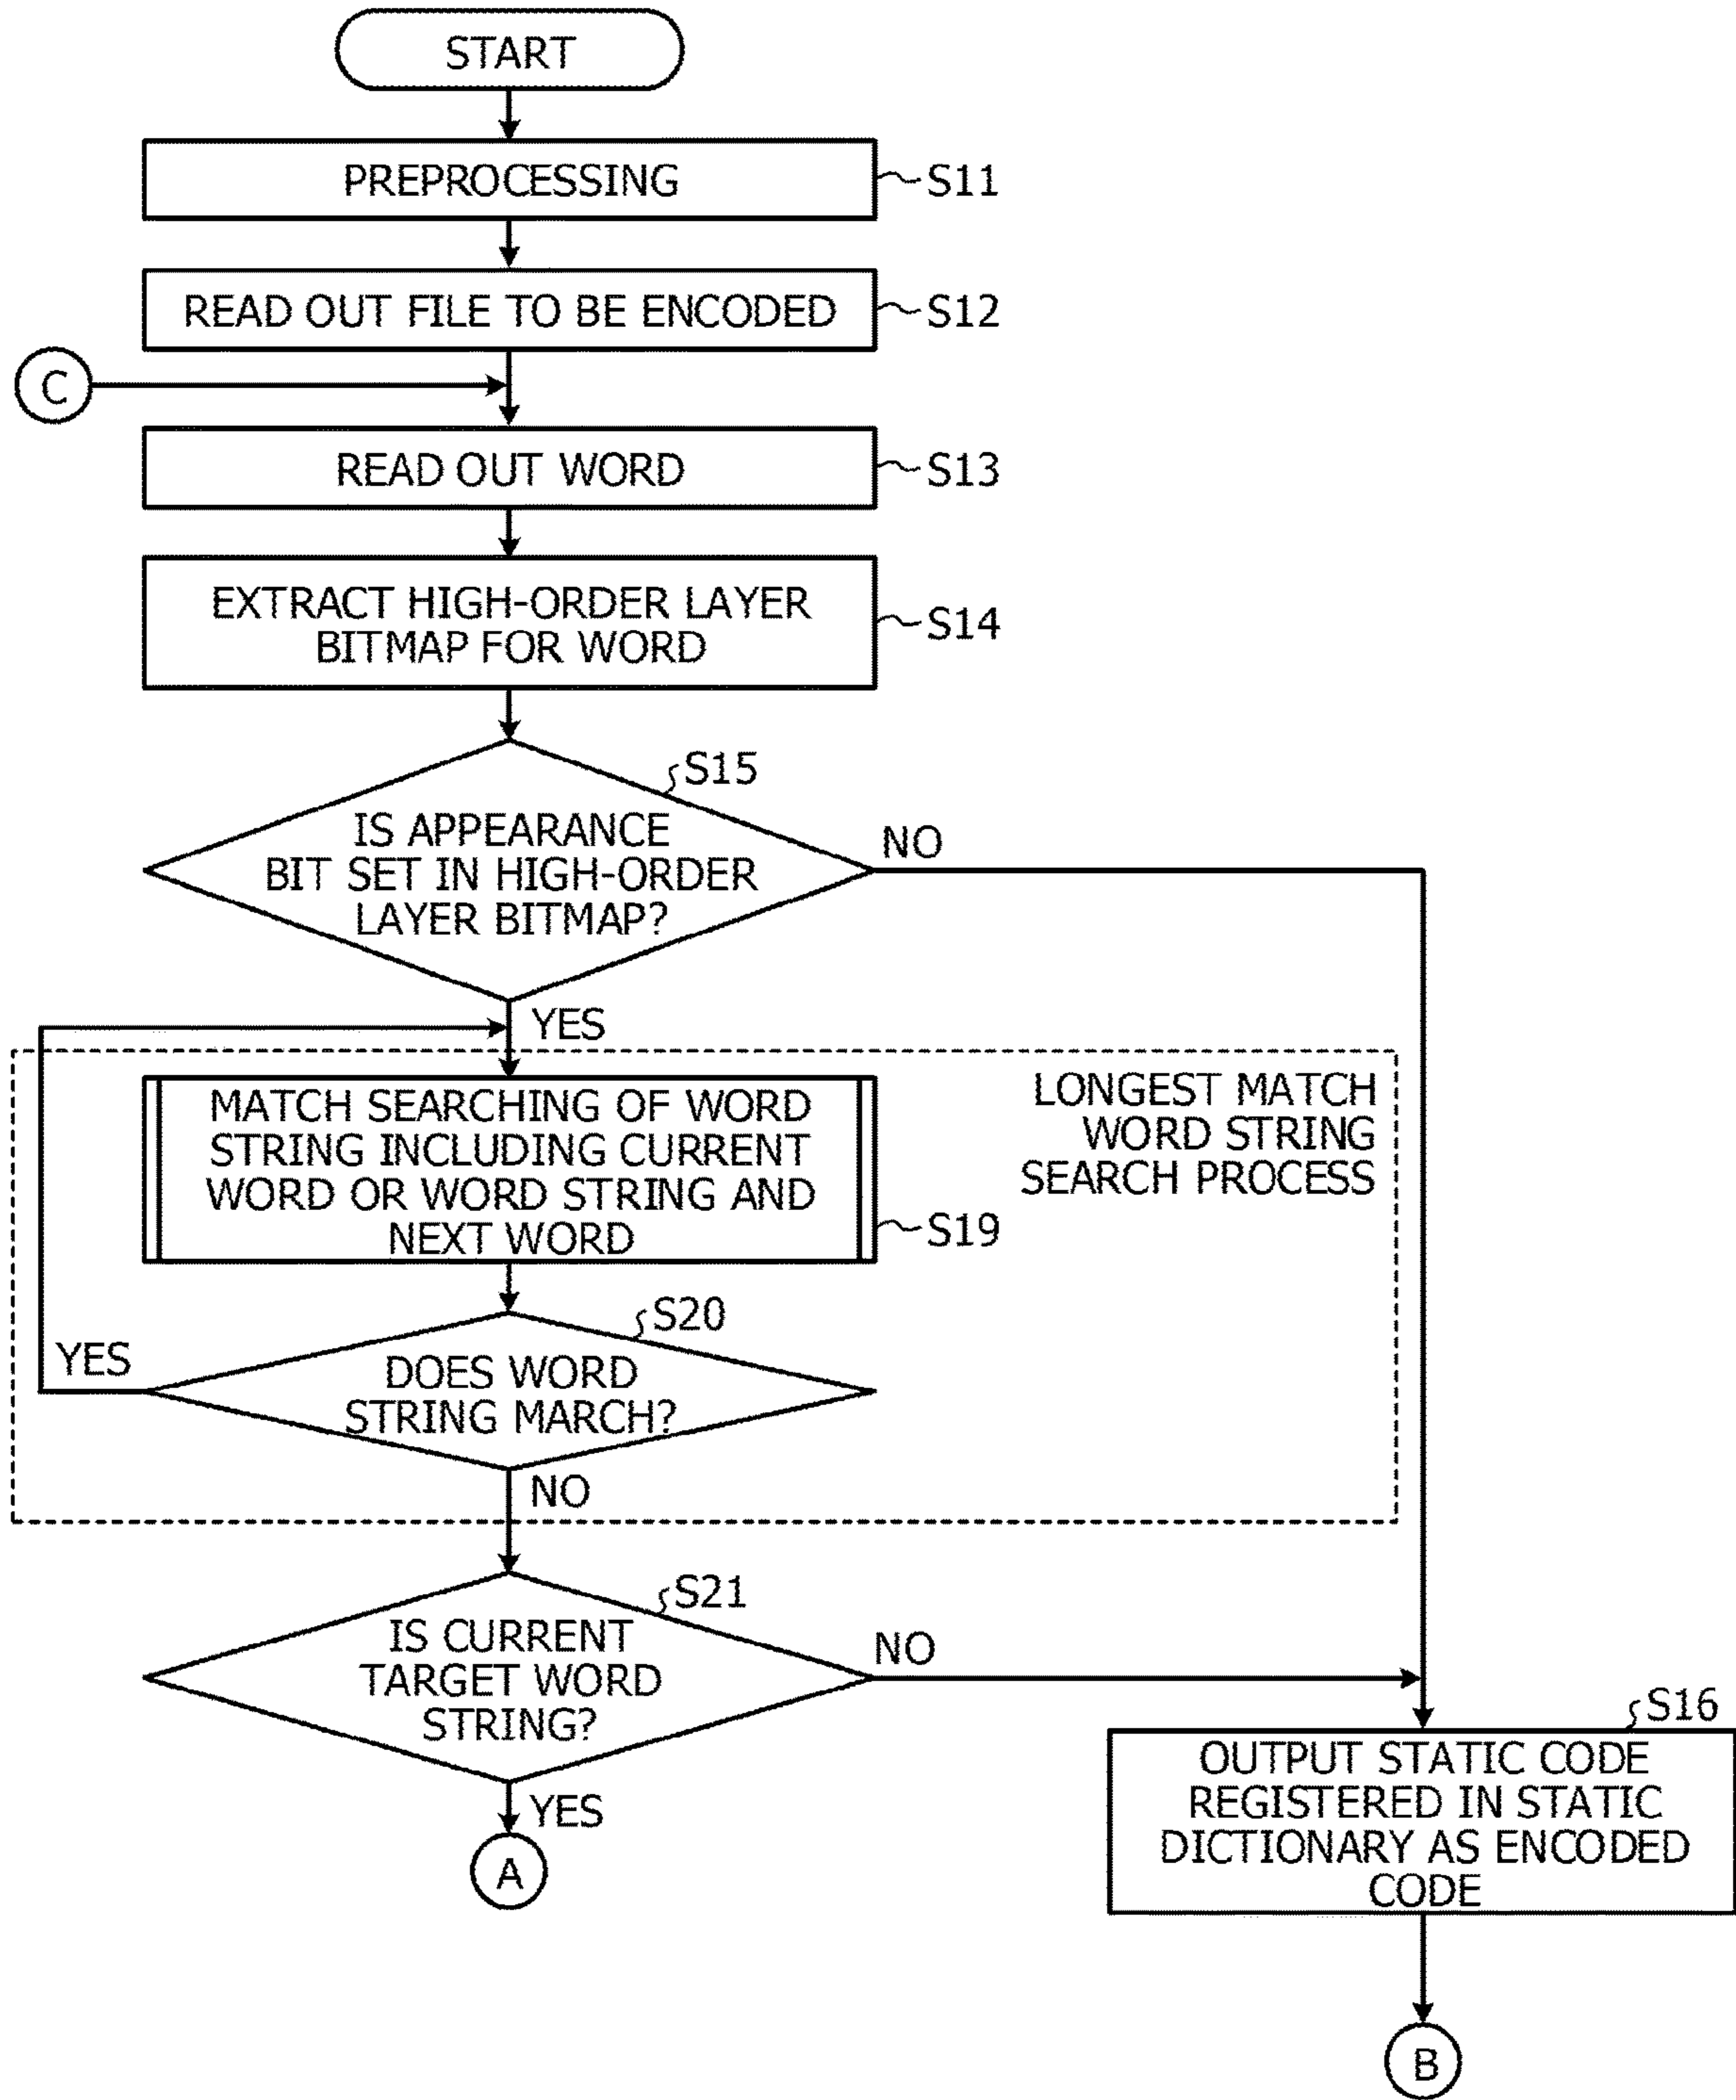 START
PREPROCESSING
S11
READ OUT FILE TO BE ENCODED
S12
C
READ OUT WORD
S13
EXTRACT HIGH-ORDER LAYER
BITMAP FOR WORD
S14
S15
IS APPEARANCE
BIT SET IN HIGH-ORDER
LAYER BITMAP?
NO
YES
LONGEST MATCH
WORD STRING
SEARCH PROCESS
MATCH SEARCHING OF WORD
STRING INCLUDING CURRENT
WORD OR WORD STRING AND
NEXT WORD
S19
S20
DOES WORD
STRING MARCH?
YES
NO
S21
IS CURRENT
TARGET WORD
STRING?
NO
YES
A
S16
OUTPUT STATIC CODE
REGISTERED IN STATIC
DICTIONARY AS ENCODED
CODE
B